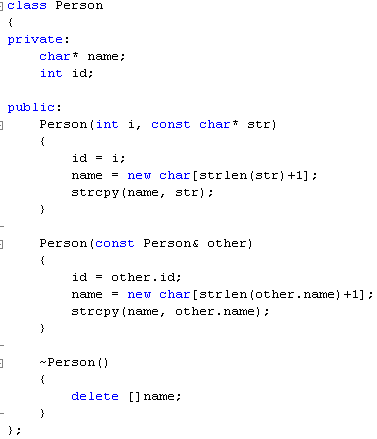 class Person
{
private:
    char* name;
    int id;

public:
    Person(int i, const char* str)
    {
        id = i;
        name = new char[strlen(str)+1];
        strcpy(name, str);
    }

    Person(const Person& other)
    {
        id = other.id;
        name = new char[strlen(other.name)+1];
        strcpy(name, other.name);
    }

    ~Person()
    {
        delete []name;
    }
};